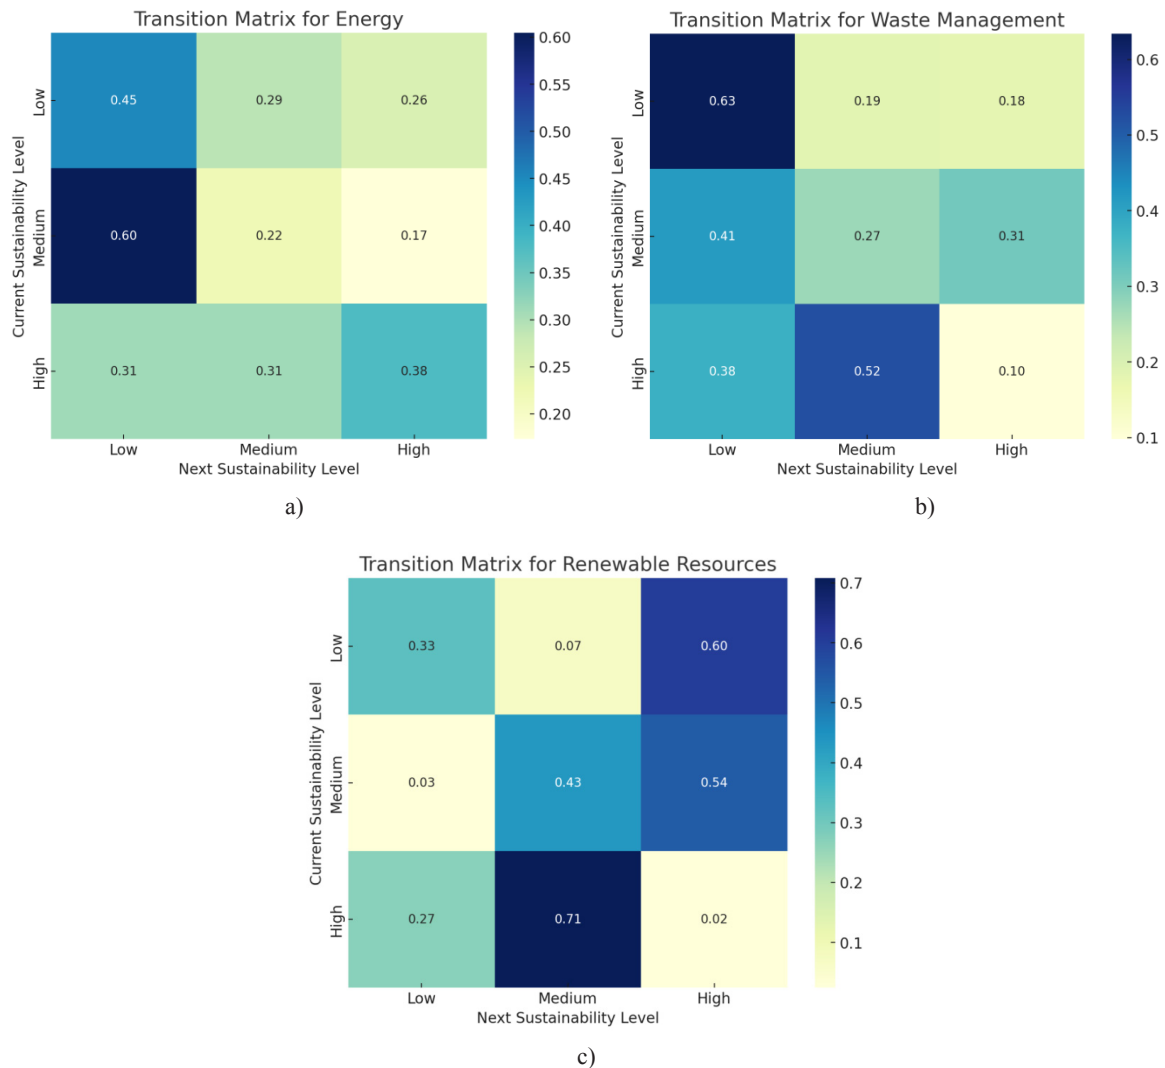 Transition Matrix for Energy
Current Sustainability Level
Low
Medium
High
0.45 0.29 0.26
0.60 0.22 0.17
0.31 0.31 0.38
Low Medium High
Next Sustainability Level
0.60
0.55
0.50
0.45
0.40
0.35
0.30
0.25
0.20
a)
Transition Matrix for Waste Management
Current Sustainability Level
Low
Medium
High
0.63 0.19 0.18
0.41 0.27 0.31
0.38 0.52 0.10
Low Medium High
Next Sustainability Level
0.6
0.5
0.4
0.3
0.2
0.1
b)
Transition Matrix for Renewable Resources
Current Sustainability Level
Low
Medium
High
0.33 0.07 0.60
0.03 0.43 0.54
0.27 0.71 0.02
Low Medium High
Next Sustainability Level
0.7
0.6
0.5
0.4
0.3
0.2
0.1
c)